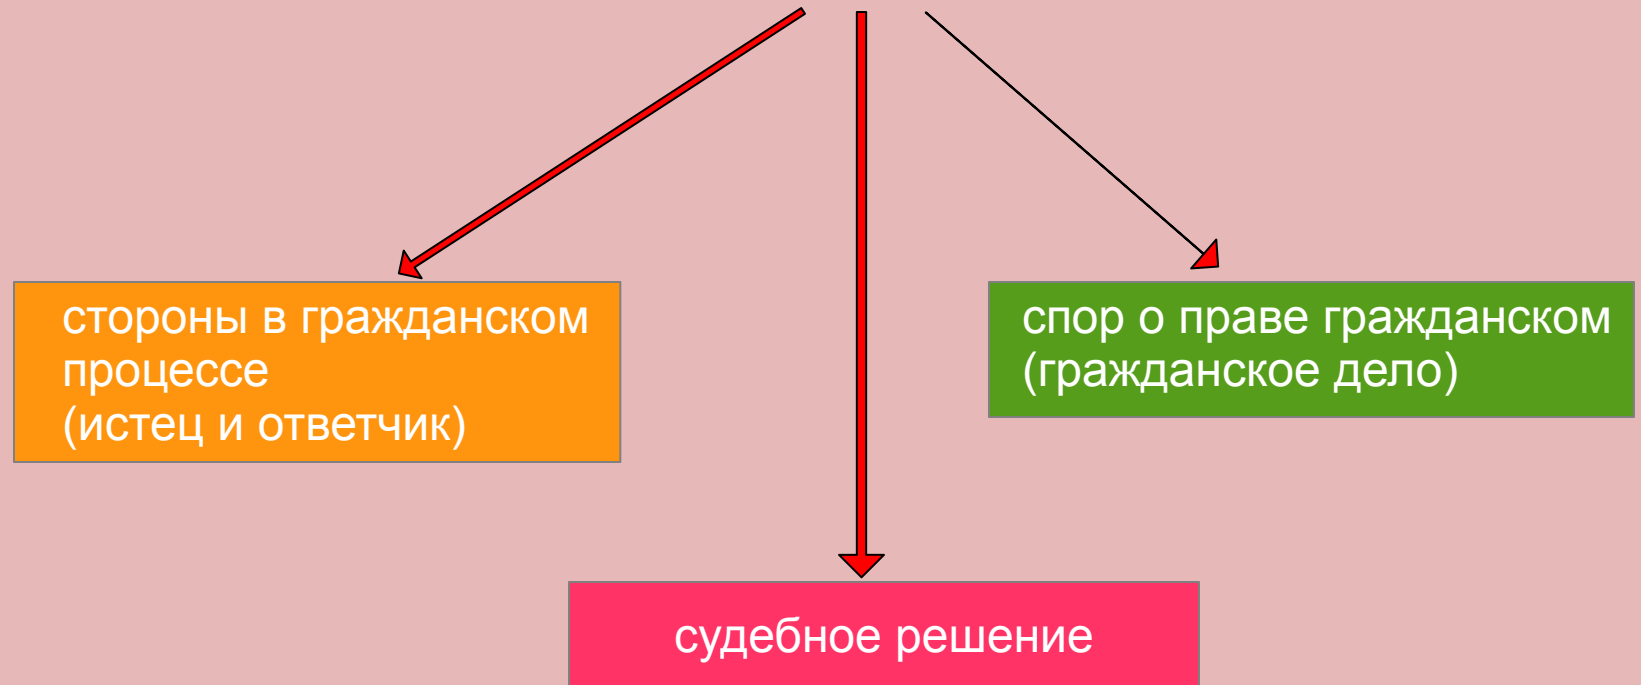 стороны в гражданском
процессе
(истец и ответчик)
спор о праве гражданском
(гражданское дело)
судебное решение